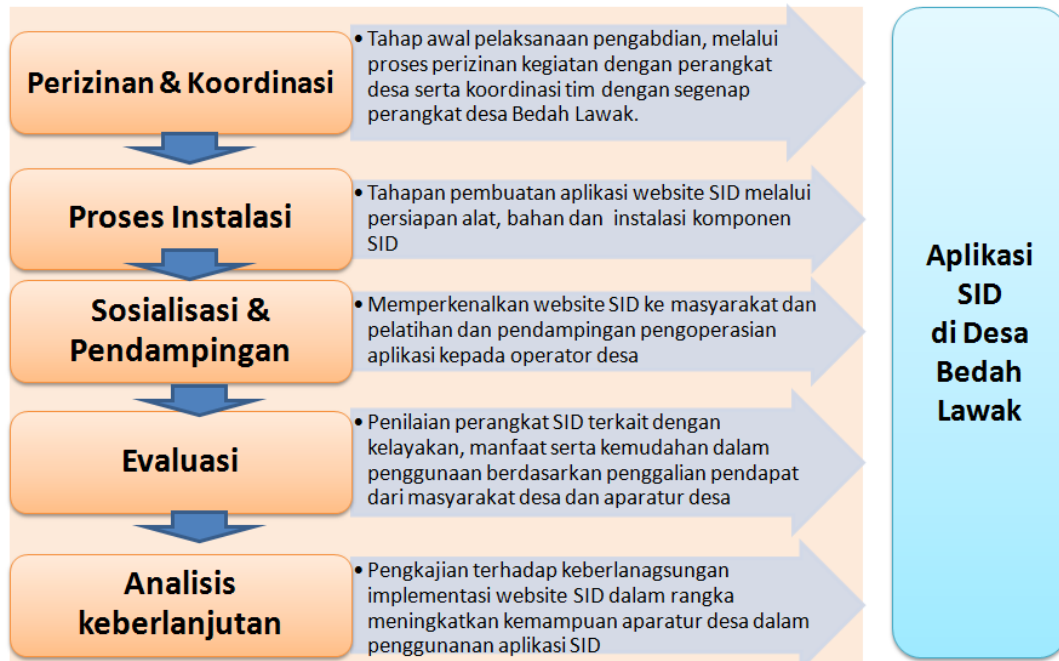 Perizinan & Koordinasi
• Tahap awal pelaksanaan pengabdian, melalui
proses perizinan kegiatan dengan perangkat
desa serta koordinasi tim dengan segenap
perangkat desa Bedah Lawak.
Proses Instalasi
• Tahapan pembuatan aplikasi website SID melalui
persiapan alat, bahan dan instalasi komponen
SID
Sosialisasi &
Pendampingan
• Memperkenalkan website SID ke masyarakat dan
pelatihan dan pendampingan pengoperasian
aplikasi kepada operator desa
Evaluasi
• Penilaian perangkat SID terkait dengan
kelayakan, manfaat serta kemudahan dalam
penggunaan berdasarkan penggalian pendapat
dari masyarakat desa dan aparatur desa
Analisis
keberlanjutan
• Pengkajian terhadap keberlanagsungan
implementasi website SID dalam rangka
meningkatkan kemampuan aparatur desa dalam
penggunanan aplikasi SID
Aplikasi
SID
di Desa
Bedah
Lawak